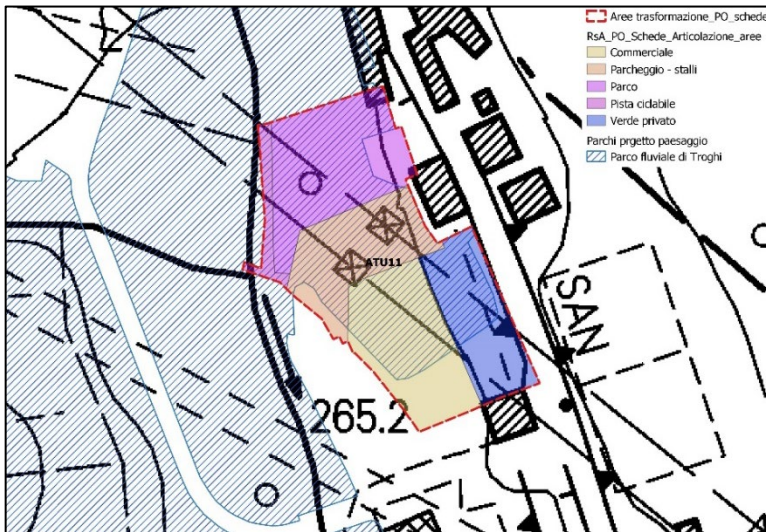 Aree trasformazione_PO_schede
RsA_PO_Schede_Articolazione_aree
Commerciale
Parcheggio - stalli
Parco
Pista ciclabile
Verde privato
Parchi prgetto paesaggio
Parco fluviale di Troghi
ATU11
SAN
265.2